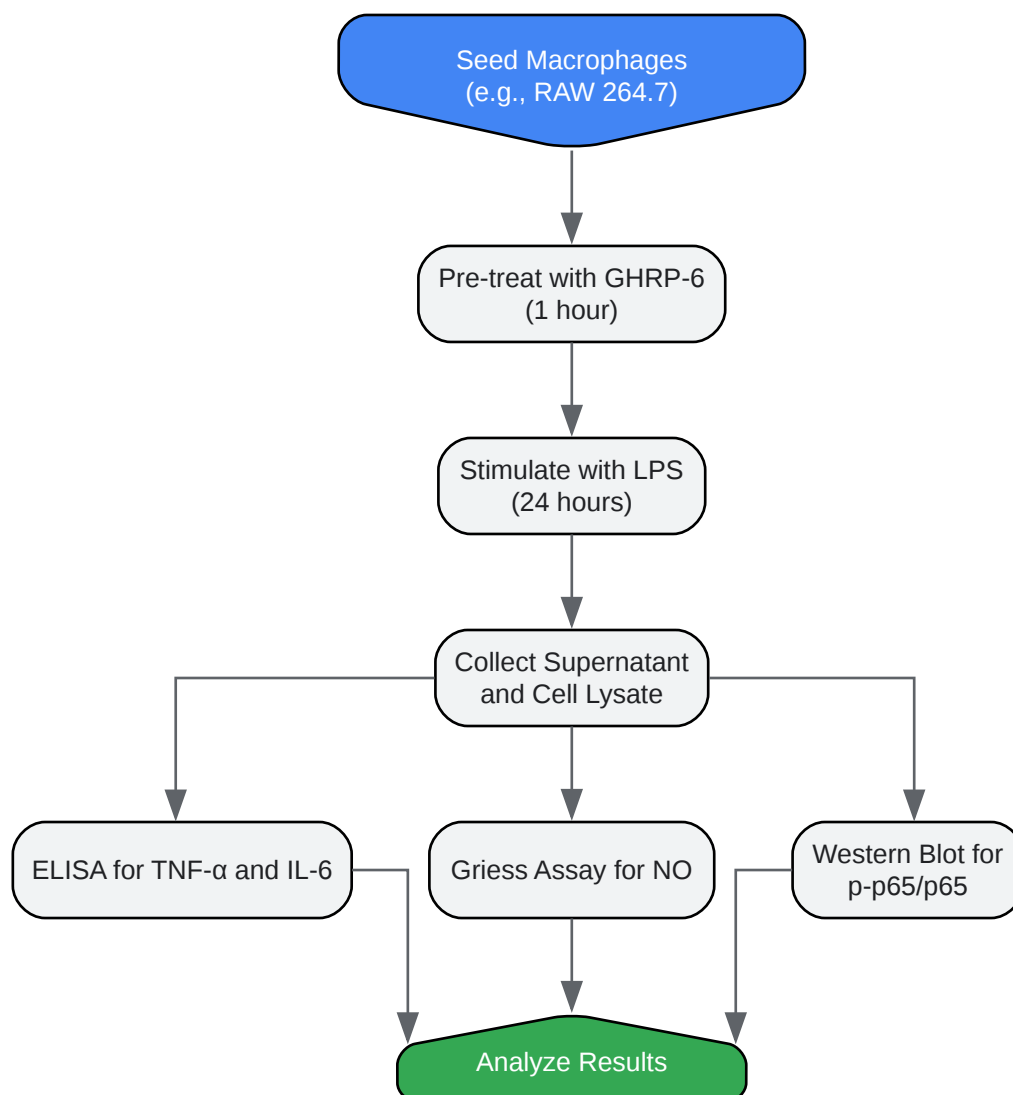 Seed Macrophages
(e.g., RAW 264.7)
Pre-treat with GHRP-6
(1 hour)
Stimulate with LPS
(24 hours)
Collect Supernatant
and Cell Lysate
ELISA for TNF-α and IL-6
Griess Assay for NO
Western Blot for
p-p65/p65
Analyze Results